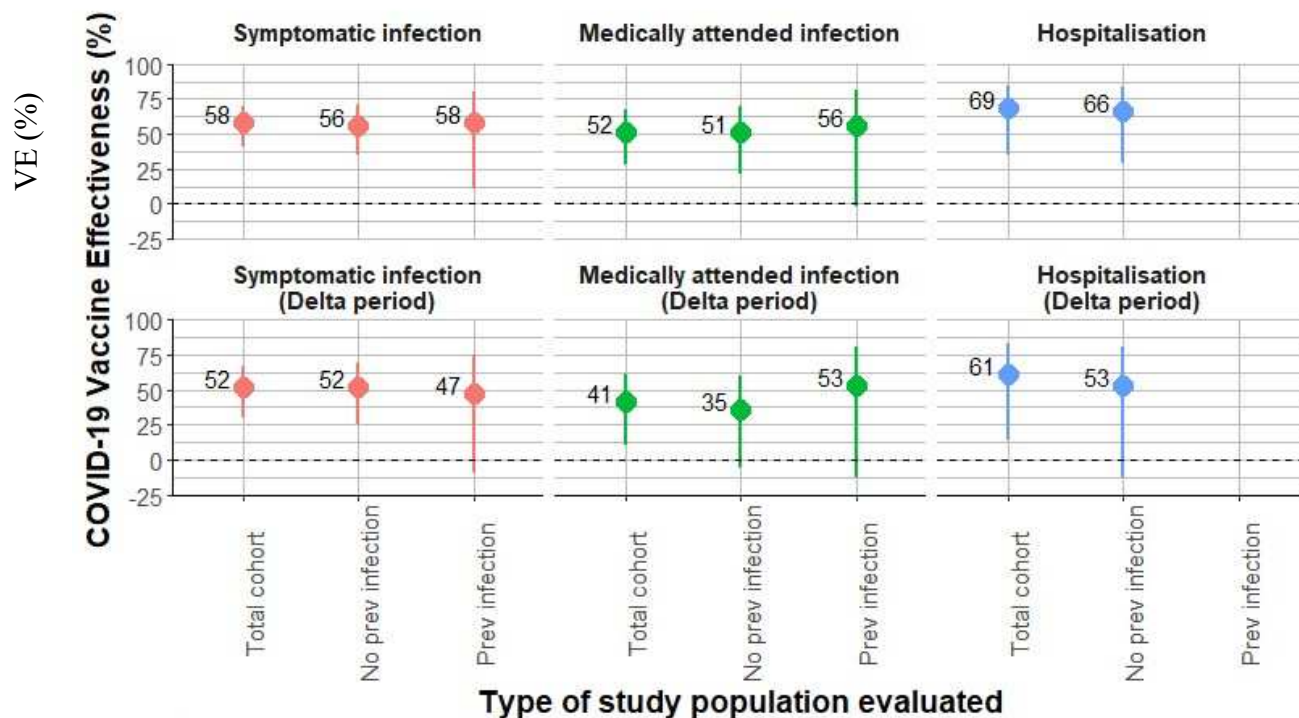 VE (%)
COVID-19 Vaccine Effectiveness (%)
Symptomatic infection
Medically attended infection
Hospitalisation
100
75
50
25
0
-25
58
56
58
52
51
56
69
66
Symptomatic infection
(Delta period)
Medically attended infection
(Delta period)
Hospitalisation
(Delta period)
100
75
50
25
0
-25
52
52
47
41
35
53
61
53
Total cohort
No prev infection
Prev infection
Total cohort
No prev infection
Prev infection
Total cohort
No prev infection
Prev infection
Type of study population evaluated